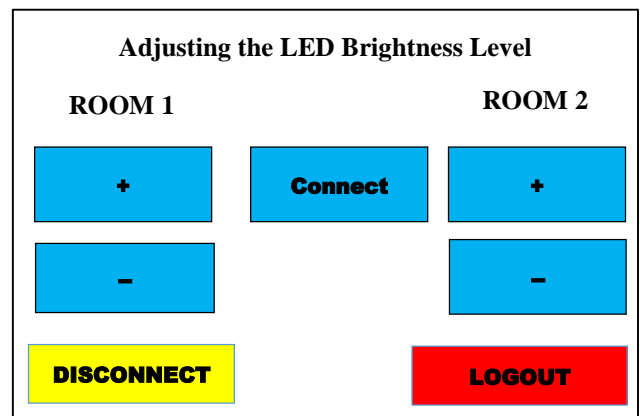 Adjusting the LED Brightness Level
ROOM 1
ROOM 2
+
Connect
+
–
–
DISCONNECT
LOGOUT